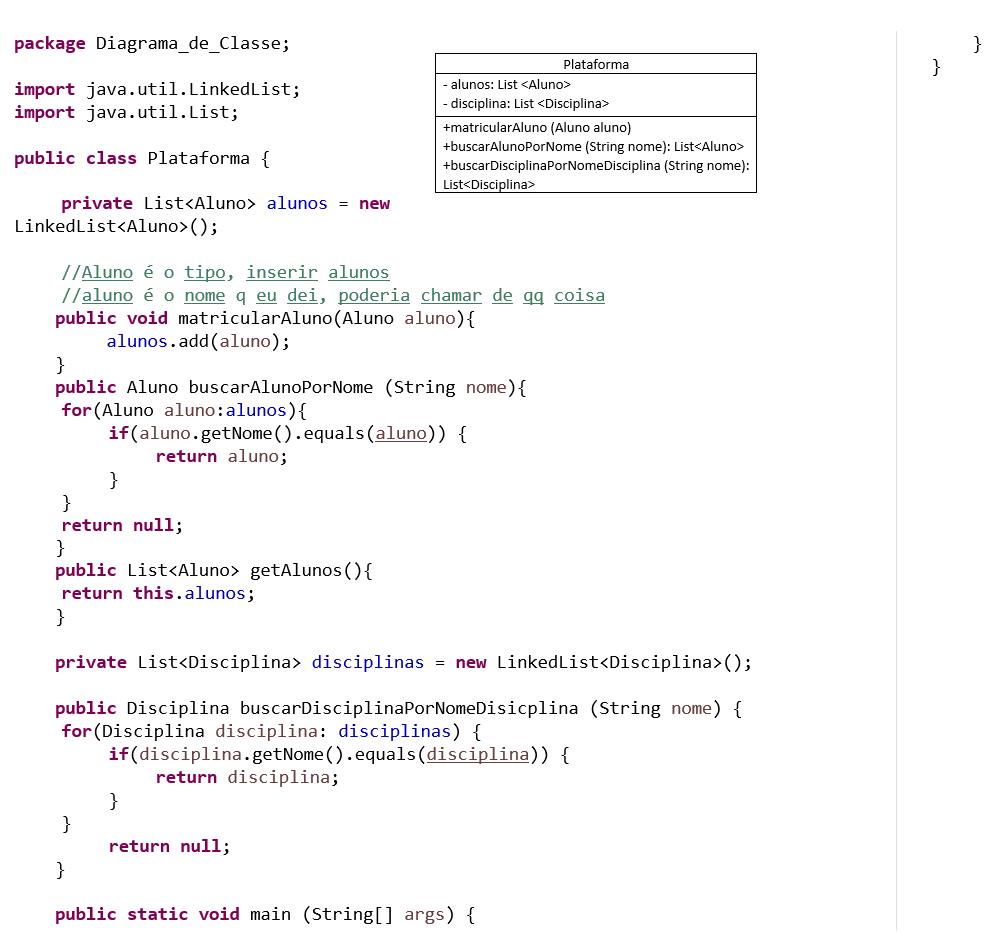 package Diagrama_de_Classe;
import java.util.LinkedList;
import java.util.List;
public class Plataforma {
private List<Aluno> alunos = new
LinkedList<Aluno>();
//Aluno é o tipo, inserir alunos
//aluno é o nome q eu dei, poderia chamar de qq coisa
public void matricularAluno(Aluno aluno){
alunos.add(aluno);
}
public Aluno buscarAlunoPorNome (String nome){
for(Aluno aluno:alunos){
if(aluno.getNome().equals(aluno)) {
return aluno;
}
}
return null;
}
public List<Aluno> getAlunos(){
return this.alunos;
}
private List<Disciplina> disciplinas = new LinkedList<Disciplina>();
public Disciplina buscarDisciplinaPorNomeDisicplina (String nome) {
for(Disciplina disciplina: disciplinas) {
if(disciplina.getNome().equals(disciplina)) {
return disciplina;
}
}
return null;
}
public static void main (String[] args) {
Plataforma
- alunos: List <Aluno>
- disciplina: List <Disciplina>
+matricularAluno (Aluno aluno)
+buscarAlunoPorNome (String nome): List<Aluno>
+buscarDisciplinaPorNomeDisciplina (String nome):
List<Disciplina>
}
}